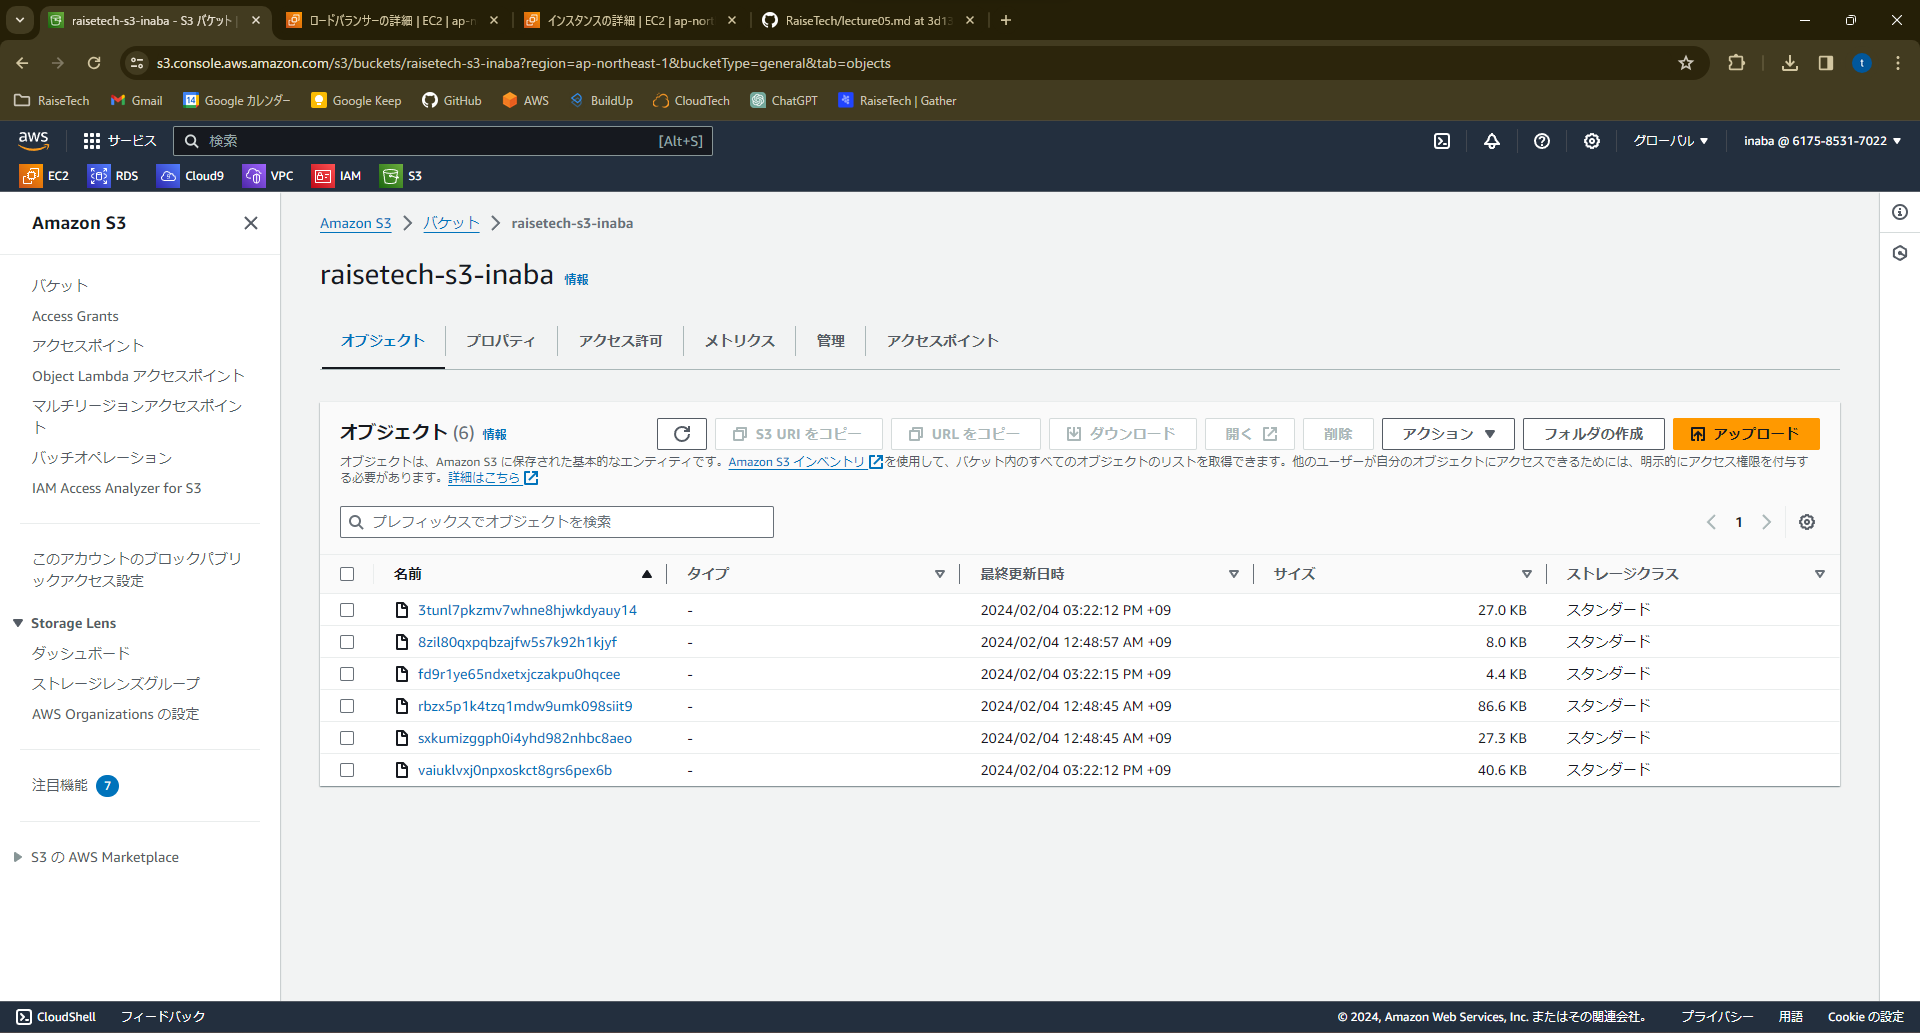 raisetech-s3-inaba - S3 バケット
ロードバランサーの詳細 | EC2 | ap-n
インスタンスの詳細 | EC2 | ap-nort
RaiseTech/lecture05.md at 3d13
s3.console.aws.amazon.com/s3/buckets/raisetech-s3-inaba?region=ap-northeast-1&bucketType=general&tab=objects
t
RaiseTech
Gmail
14
Google カレンダー
Google Keep
GitHub
AWS
BuildUp
CloudTech
ChatGPT
RaiseTech | Gather
aws
サービス
検索
[Alt+S]
グローバル
inaba @ 6175-8531-7022
EC2
RDS
Cloud9
VPC
IAM
S3
Amazon S3
バケット
Access Grants
アクセスポイント
Object Lambda アクセスポイント
マルチリージョンアクセスポイン
ト
バッチオペレーション
IAM Access Analyzer for S3
このアカウントのブロックパブリ
ックアクセス設定
Storage Lens
ダッシュボード
ストレージレンズグループ
AWS Organizations の設定
注目機能 7
S3 の AWS Marketplace
Amazon S3 > バケット > raisetech-s3-inaba
raisetech-s3-inaba 情報
オブジェクト
プロパティ
アクセス許可
メトリクス
管理
アクセスポイント
オブジェクト (6) 情報
S3 URI をコピー
URL をコピー
ダウンロード
開く
削除
アクション
フォルダの作成
アップロード
オブジェクトは、Amazon S3 に保存された基本的なエンティティです。Amazon S3 インベントリ を使用して、バケット内のすべてのオブジェクトのリストを取得できます。他のユーザーが自分のオブジェクトにアクセスできるためには、明示的にアクセス権限を付与す
る必要があります。詳細はこちら
プレフィックスでオブジェクトを検索
1
名前 タイプ 最終更新日時 サイズ ストレージクラス
3tunl7pkzmv7whne8hjwkdyauy14 - 2024/02/04 03:22:12 PM +09 27.0 KB スタンダード
8zil80qxpqbzajfw5s7k92h1kjyf - 2024/02/04 12:48:57 AM +09 8.0 KB スタンダード
fd9r1ye65ndxetxjczakpu0hqcee - 2024/02/04 03:22:15 PM +09 4.4 KB スタンダード
rbzx5p1k4tzq1mdw9umk098siit9 - 2024/02/04 12:48:45 AM +09 86.6 KB スタンダード
sxkumizggph0i4yhd982nhbc8aeo - 2024/02/04 12:48:45 AM +09 27.3 KB スタンダード
vaiuklvxj0npxoskct8grs6pex6b - 2024/02/04 03:22:12 PM +09 40.6 KB スタンダード
CloudShell
フィードバック
© 2024, Amazon Web Services, Inc. またはその関連会社。
プライバシー
用語
Cookie の設定